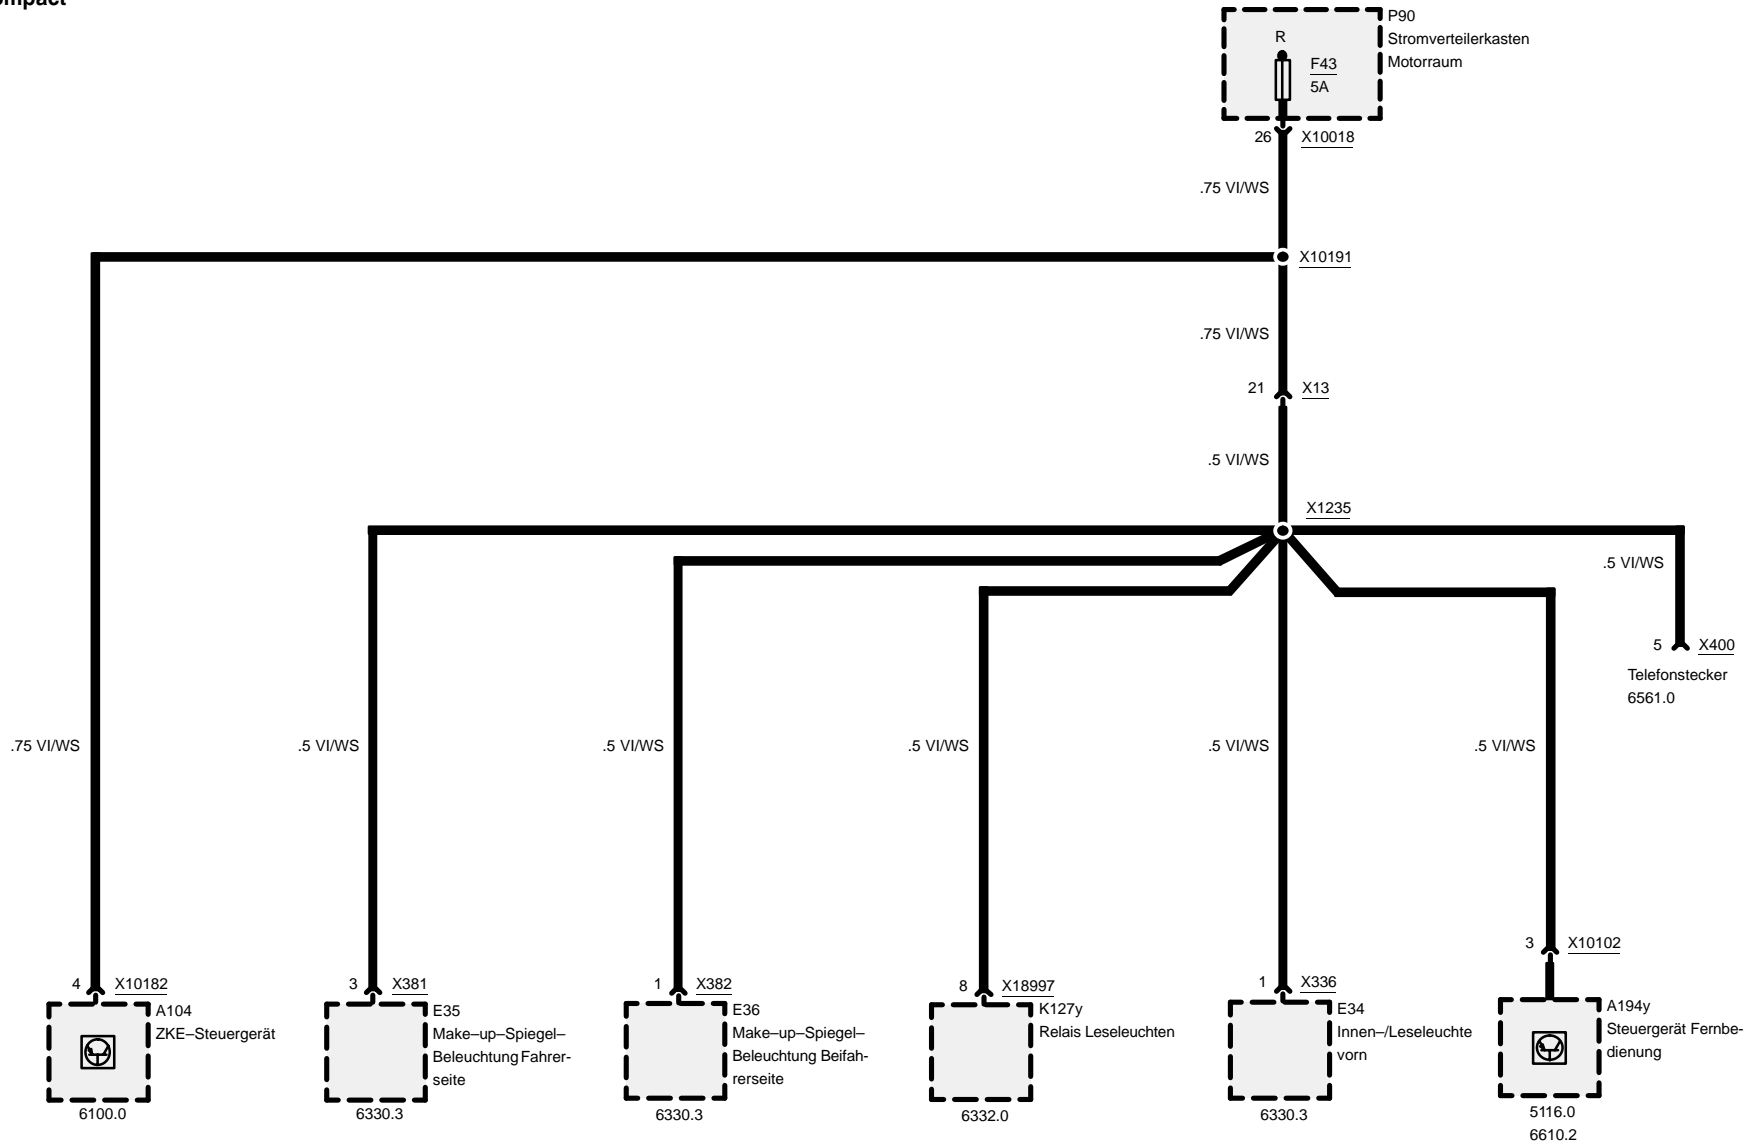 P90
Stromverteilerkasten
Motorraum
R
F43
5A
26 X10018
.75 VI/WS
X10191
.75 VI/WS
21 X13
.5 VI/WS
X1235
.5 VI/WS
5 X400
Telefonstecker
6561.0
.75 VI/WS
.5 VI/WS
.5 VI/WS
.5 VI/WS
.5 VI/WS
.5 VI/WS
4 X10182
A104
ZKE–Steuergerät
6100.0
3 X381
E35
Make–up–Spiegel–
Beleuchtung Fahrer-
seite
6330.3
1 X382
E36
Make–up–Spiegel–
Beleuchtung Beifah-
rerseite
6330.3
8 X18997
K127y
Relais Leseleuchten
6332.0
1 X336
E34
Innen–/Leseleuchte
vorn
6330.3
3 X10102
A194y
Steuergerät Fernbe-
dienung
5116.0
6610.2